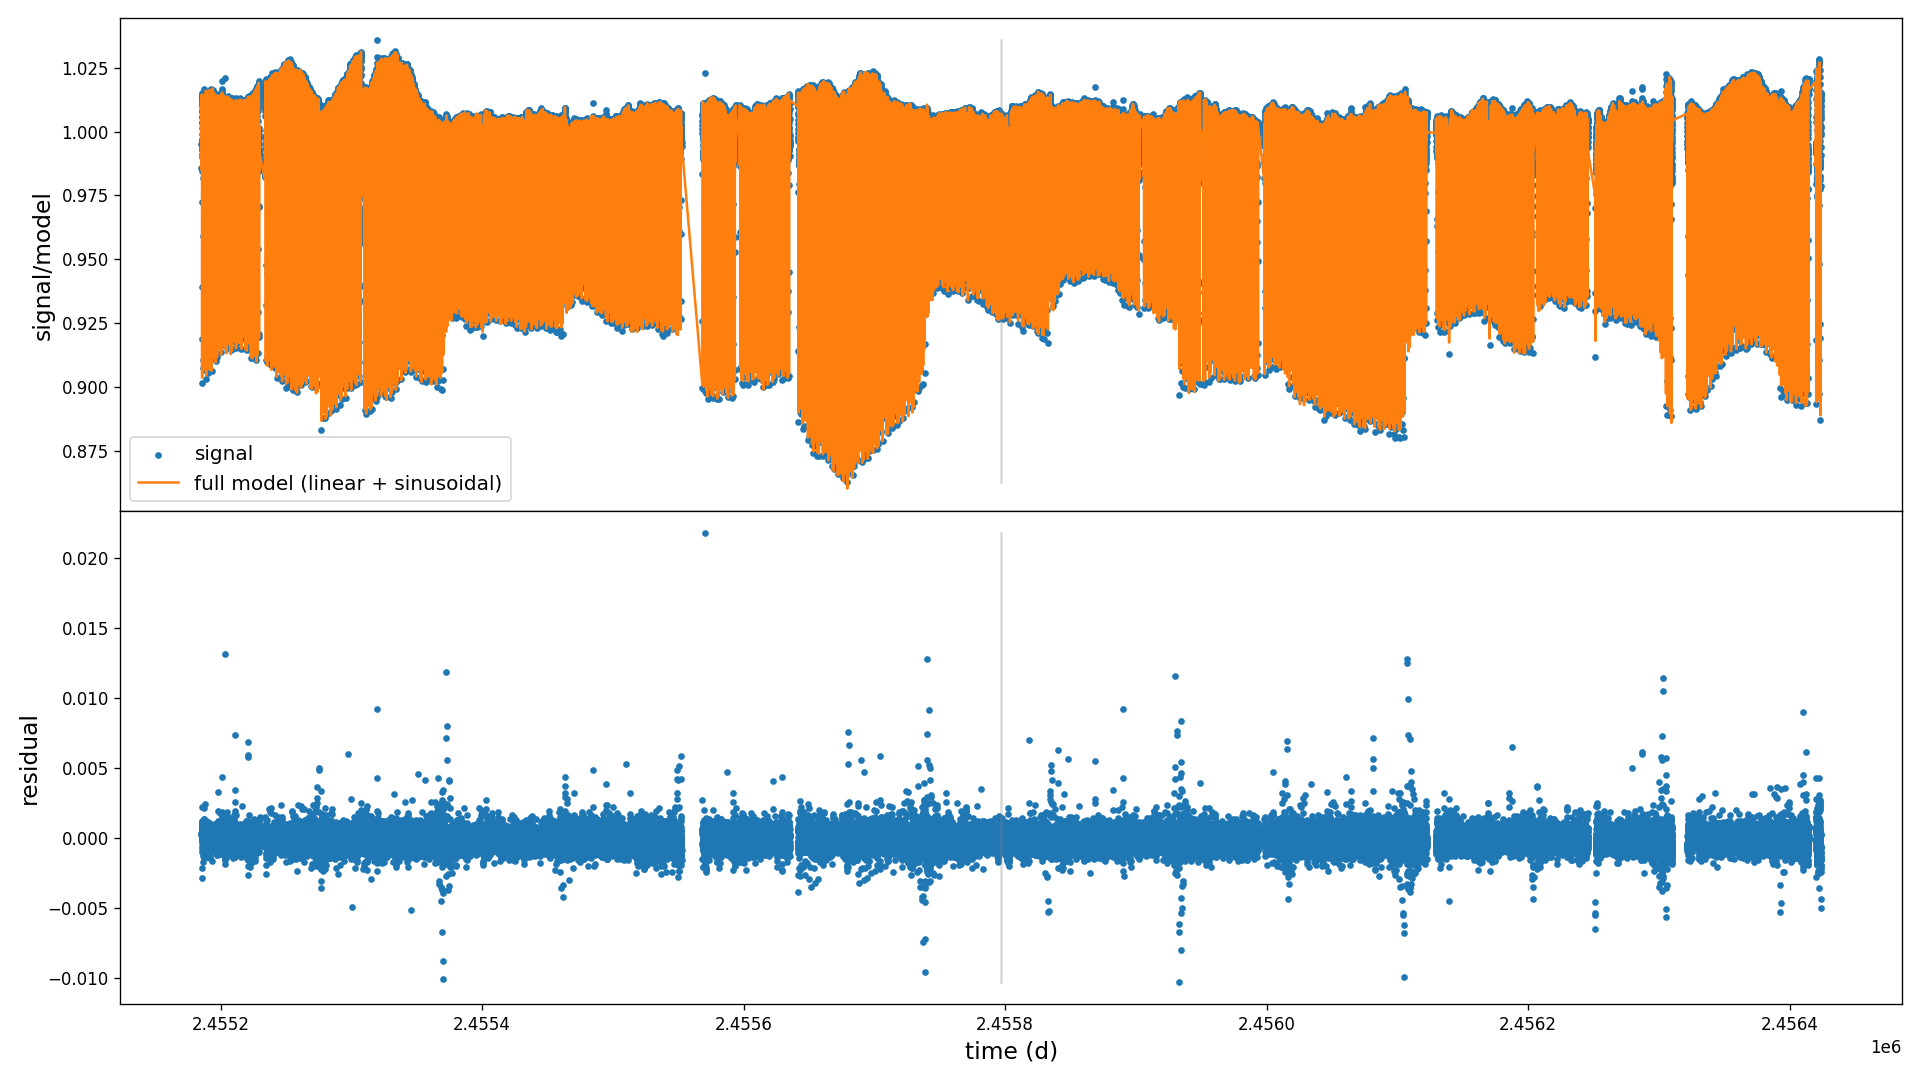 signal/model
1.025
1.000
0.975
0.950
0.925
0.900
0.875
signal
full model (linear + sinusoidal)
residual
0.020
0.015
0.010
0.005
0.000
−0.005
−0.010
2.4552 2.4554 2.4556 2.4558 2.4560 2.4562 2.4564
time (d)
1e6